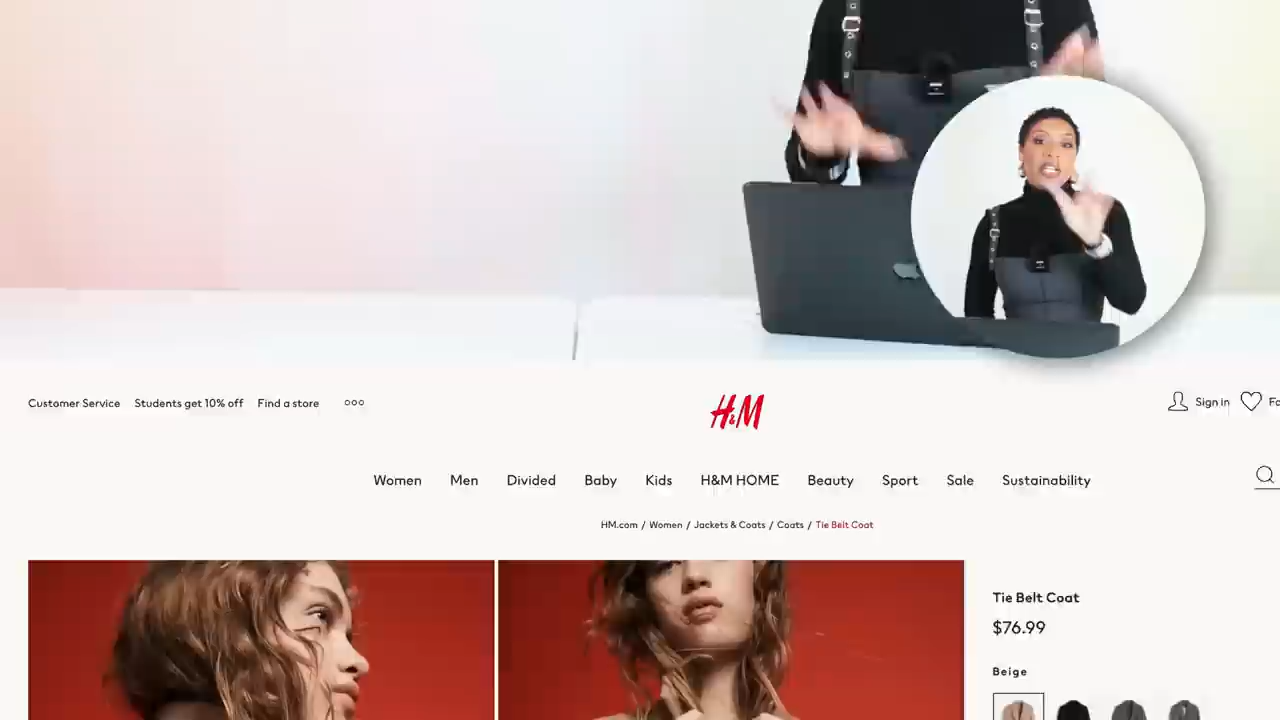 Customer Service Students get 10% off Find a store
H&M
Sign in
Women Men Divided Baby Kids H&M HOME Beauty Sport Sale Sustainability
HM.com / Women / Jackets & Coats / Coats / Tie Belt Coat
Tie Belt Coat
$76.99
Beige